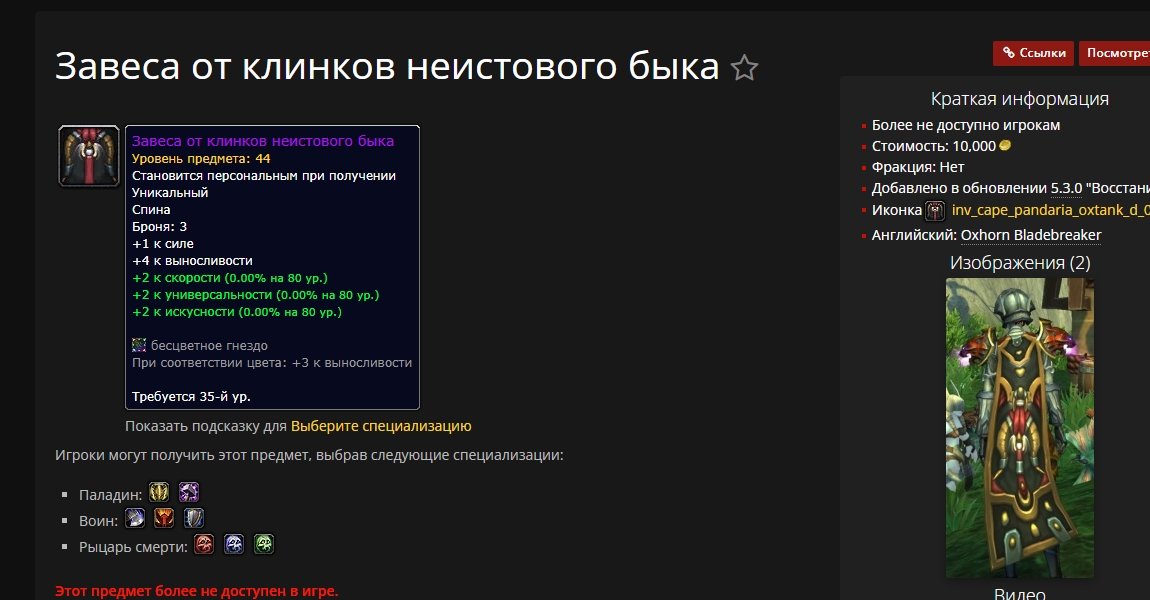 Завеса от клинков неистового быка
Ссылки
Краткая информация
Более не доступно игрокам
Стоимость: 10,000
Фракция: Нет
Добавлено в обновлении 5.3.0
Иконка
Английский: Oxhorn Bladebreaker
Изображения (2)
Видео
Завеса от клинков неистового быка
Уровень предмета: 44
Становится персональным при получении
Уникальный
Спина
Броня: 3
+1 к силе
+4 к выносливости
+2 к скорости (0.00% на 80 ур.)
+2 к универсальности (0.00% на 80 ур.)
+2 к искусности (0.00% на 80 ур.)
бесцветное гнездо
При соответствии цвета: +3 к выносливости
Требуется 35-й ур.
Показать подсказку для Выберите специализацию
Игроки могут получить этот предмет, выбрав следующие специализации:
Паладин:
Воин:
Рыцарь смерти:
Этот предмет более не доступен в игре.